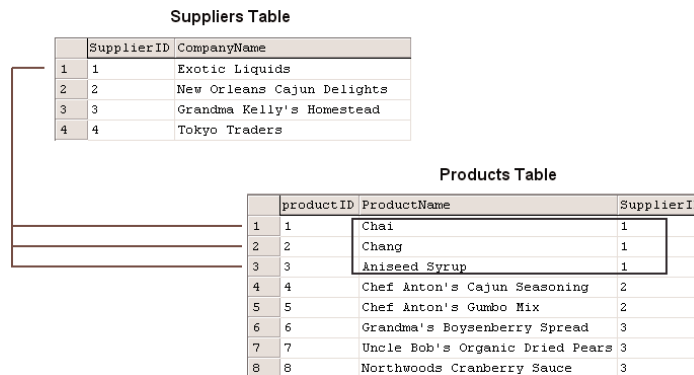 Suppliers Table
SupplierID CompanyName
1 1 Exotic Liquids
2 2 New Orleans Cajun Delights
3 3 Grandma Kelly's Homestead
4 4 Tokyo Traders
Products Table
productID ProductName SupplierI
1 1 Chai 1
2 2 Chang 1
3 3 Aniseed Syrup 1
4 4 Chef Anton's Cajun Seasoning 2
5 5 Chef Anton's Gumbo Mix 2
6 6 Grandma's Boysenberry Spread 3
7 7 Uncle Bob's Organic Dried Pears 3
8 8 Northwoods Cranberry Sauce 3